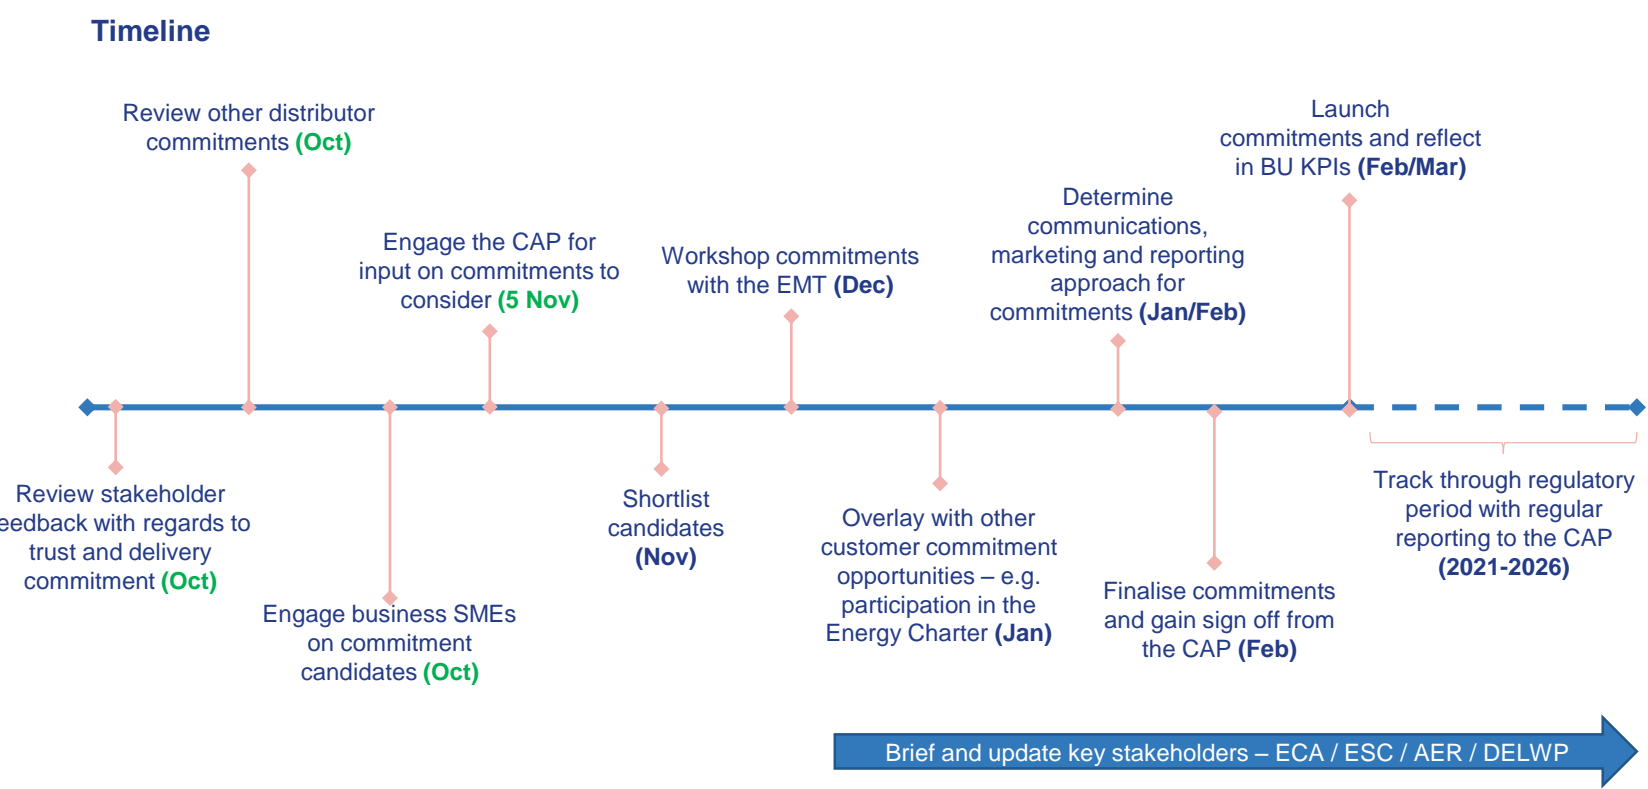 Timeline
Review other distributor
commitments (Oct)
Engage the CAP for
input on commitments to
consider (5 Nov)
Workshop commitments
with the EMT (Dec)
Determine
communications,
marketing and reporting
approach for
commitments (Jan/Feb)
Launch
commitments and reflect
in BU KPIs (Feb/Mar)
Review stakeholder
eedback with regards to
trust and delivery
commitment (Oct)
Engage business SMEs
on commitment
candidates (Oct)
Shortlist
candidates
(Nov)
Overlay with other
customer commitment
opportunities – e.g.
participation in the
Energy Charter (Jan)
Finalise commitments
and gain sign off from
the CAP (Feb)
Track through regulatory
period with regular
reporting to the CAP
(2021-2026)
Brief and update key stakeholders – ECA / ESC / AER / DELWP